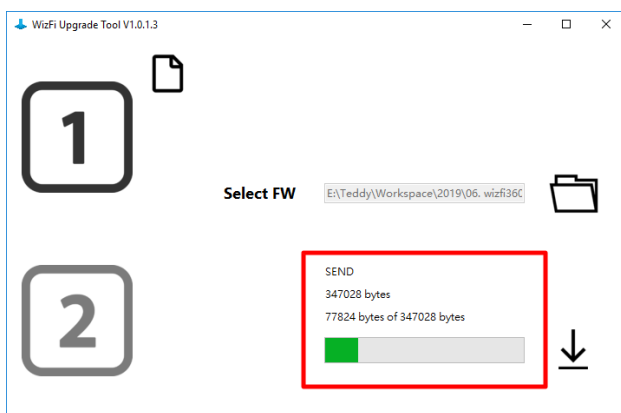 WizFi Upgrade Tool V1.0.1.3
1
Select FW
E:\Teddy\Workspace\2019\06. wizfi360
2
SEND
347028 bytes
77824 bytes of 347028 bytes